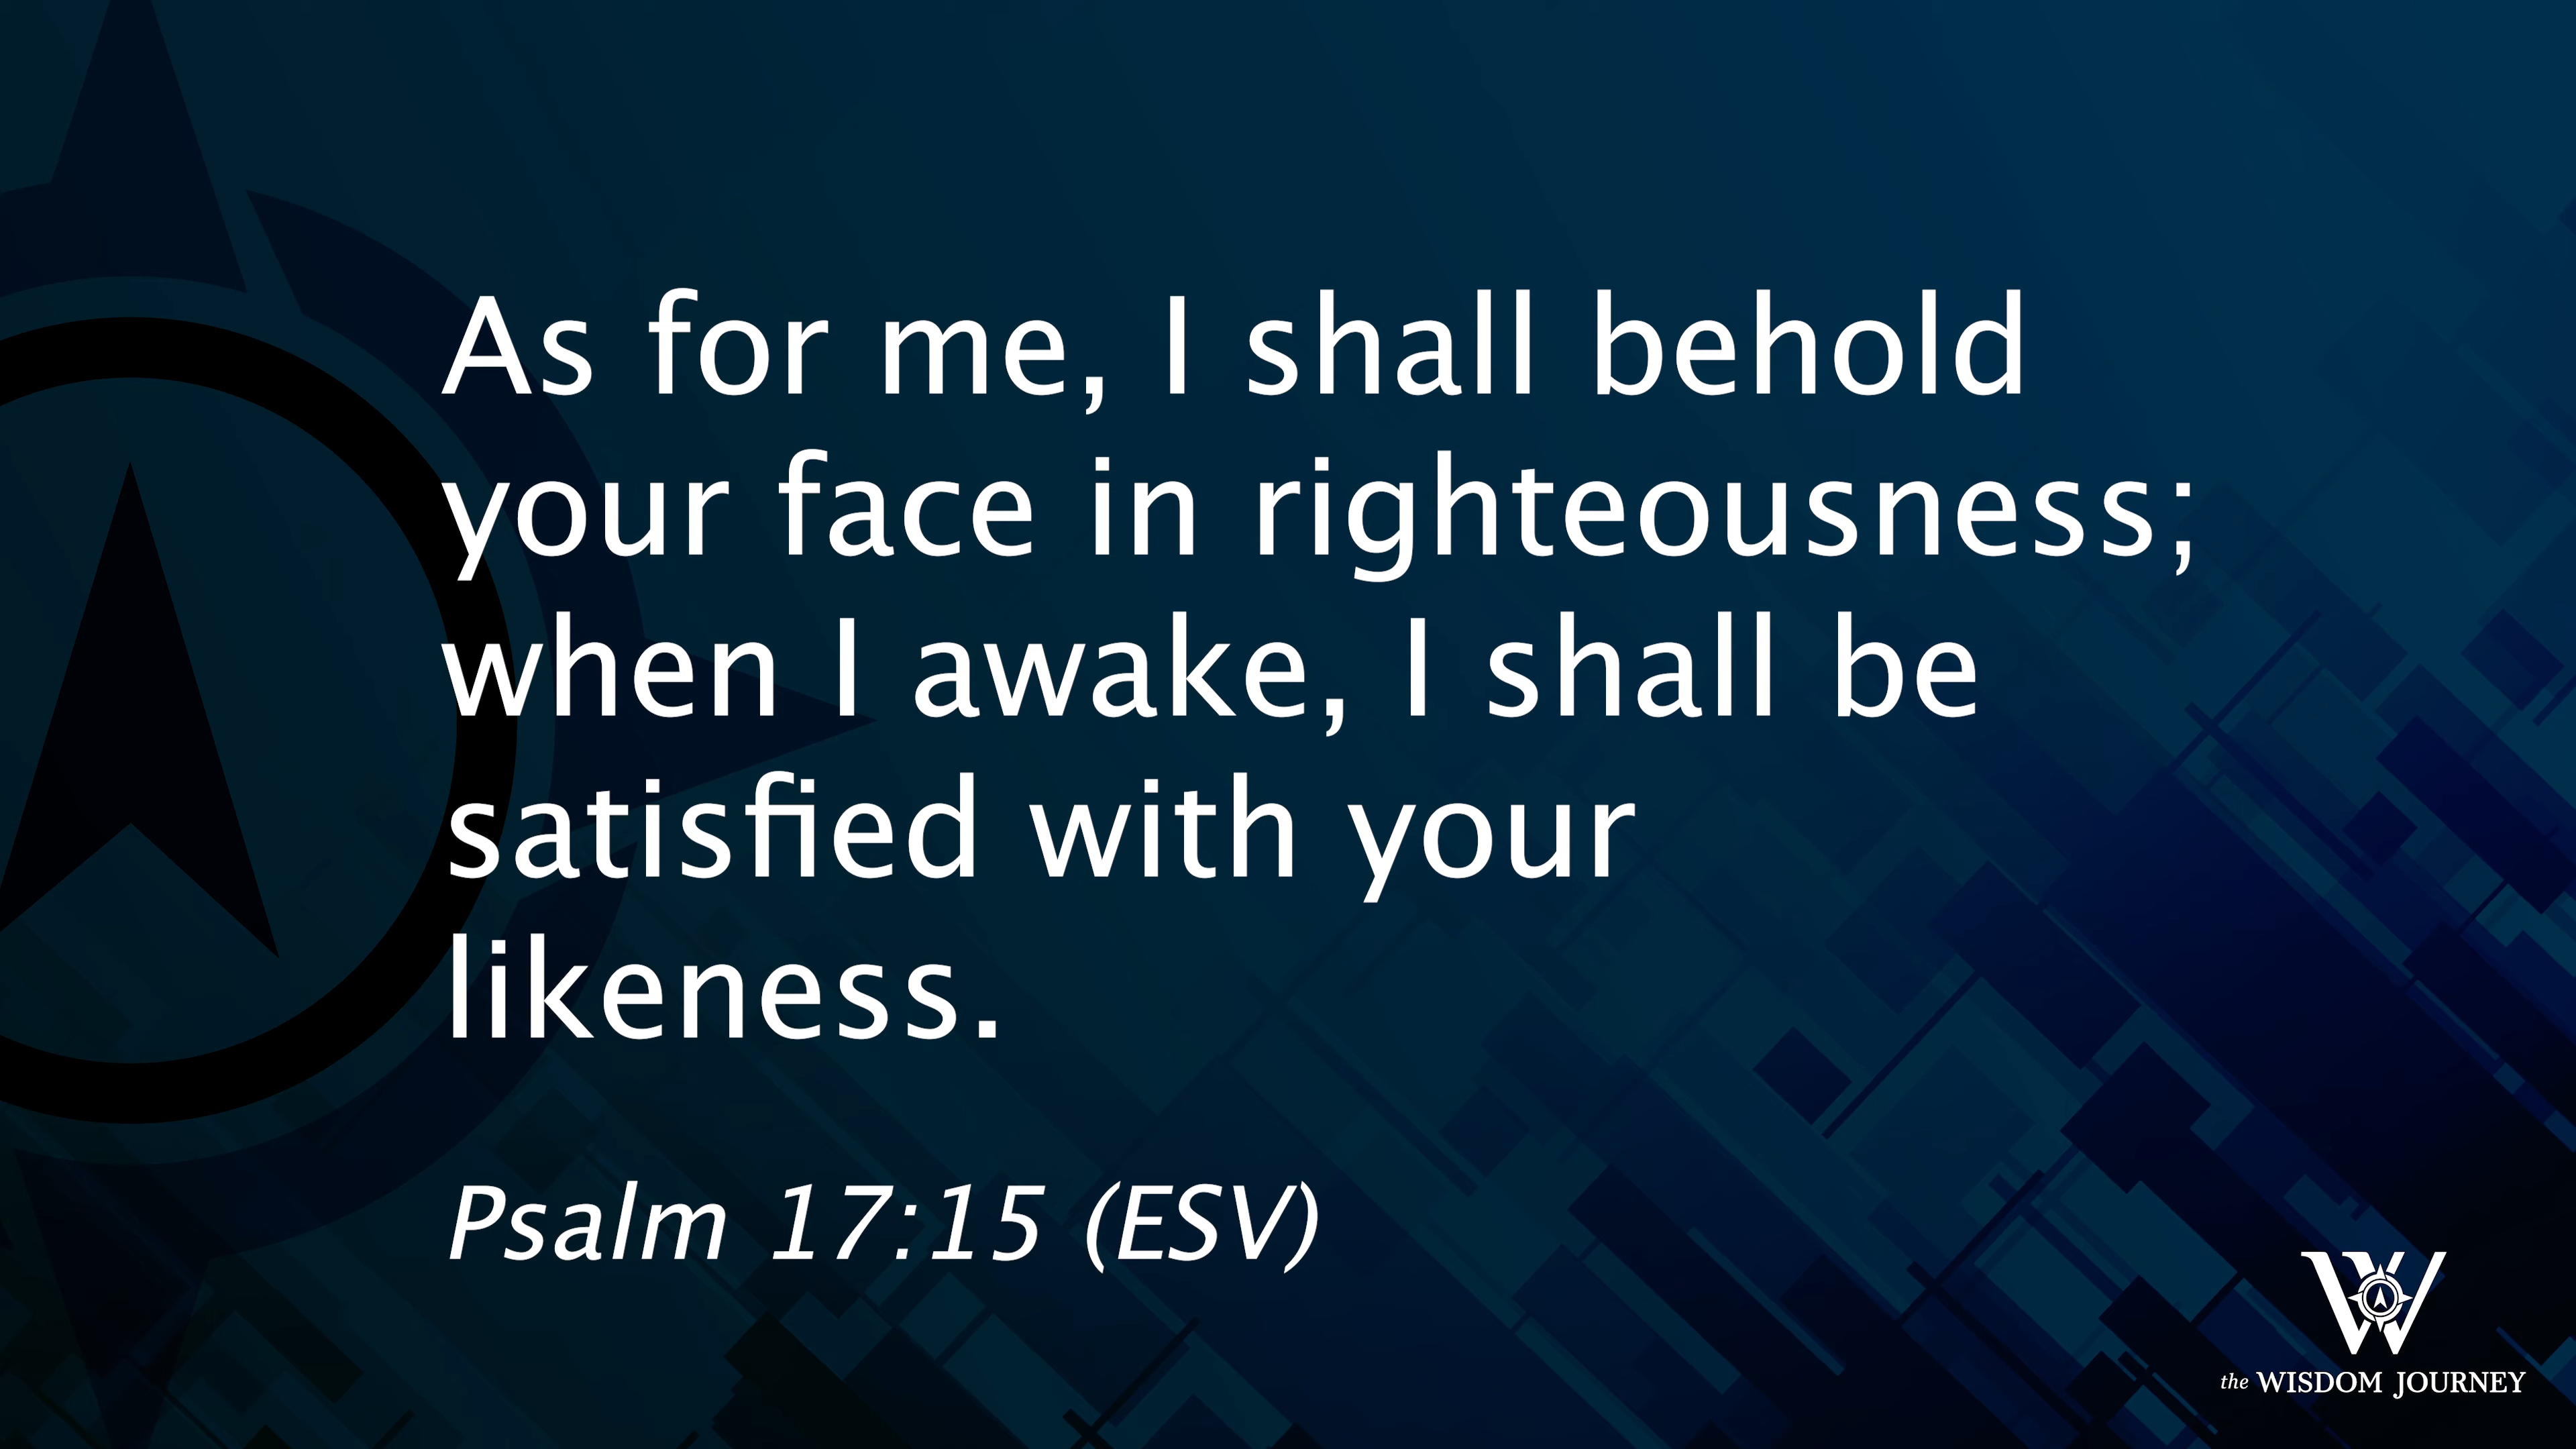 As for me, I shall behold
your face in righteousness;
when I awake, I shall be
satisfied with your
likeness.
Psalm 17:15 (ESV)
W
the WISDOM JOURNEY